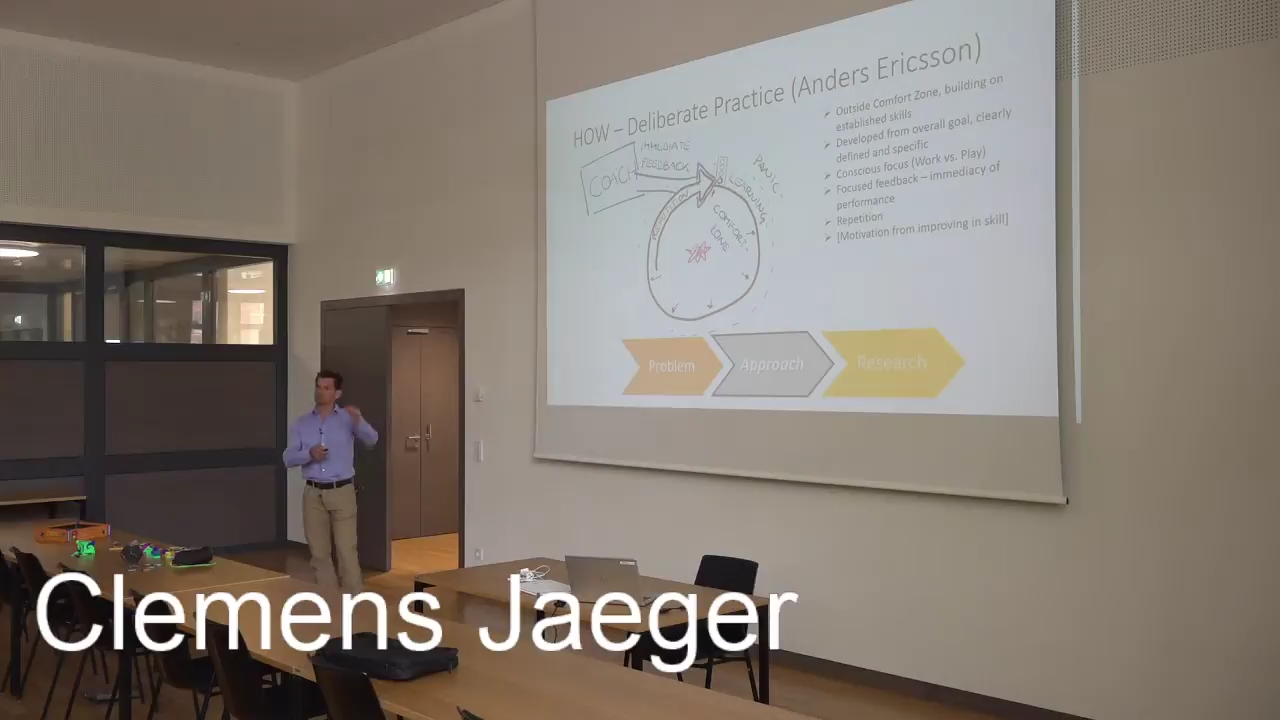 HOW – Deliberate Practice (Anders Ericsson)
COACH
IMMEDIATE
FEEDBACK
REPETITION
LEARNING
PANIC
COMFORT
ZONE
➢ Outside Comfort Zone, building on
established skills
➢ Developed from overall goal, clearly
defined and specific
➢ Conscious focus (Work vs. Play)
➢ Focused feedback – immediacy of
performance
➢ Repetition
➢ [Motivation from improving in skill]
Problem
Approach
Research
Clemens Jaeger